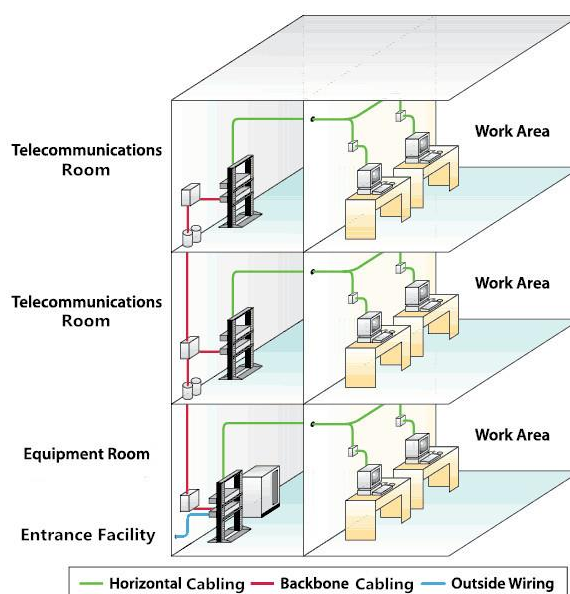 Telecommunications
Room
Work Area
Telecommunications
Room
Work Area
Equipment Room
Work Area
Entrance Facility
Horizontal Cabling
Backbone Cabling
Outside Wiring